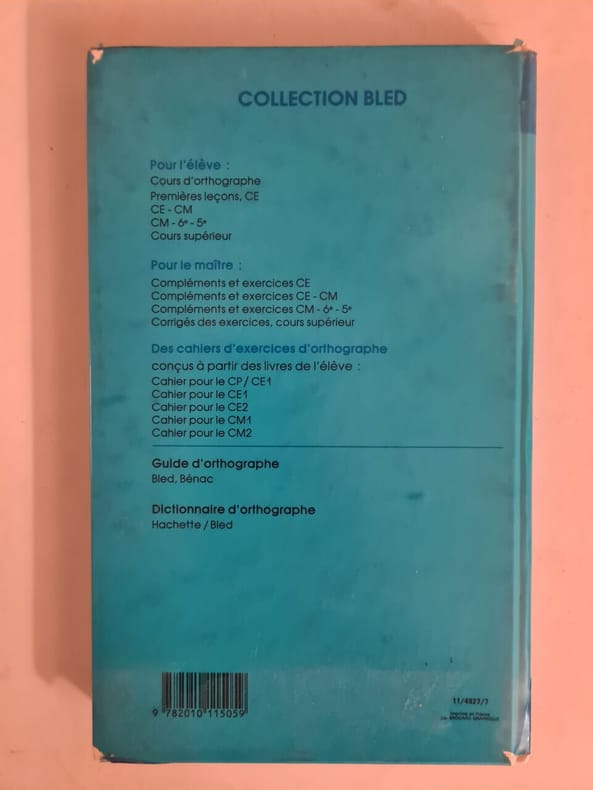 COLLECTION BLED
Pour l'élève :
Cours d'orthographe
Premières leçons, CE
CE - CM
CM - 6e - 5e
Cours supérieur
Pour le maître :
Compléments et exercices CE
Compléments et exercices CE - CM
Compléments et exercices CM - 6e - 5e
Corrigés des exercices, cours supérieur
Des cahiers d'exercices d'orthographe
conçus à partir des livres de l'élève :
Cahier pour le CP / CE1
Cahier pour le CE1
Cahier pour le CE2
Cahier pour le CM1
Cahier pour le CM2
Guide d'orthographe
Bled, Bénac
Dictionnaire d'orthographe
Hachette / Bled
9 782010 115059
11/4827/7
Imprimé en France